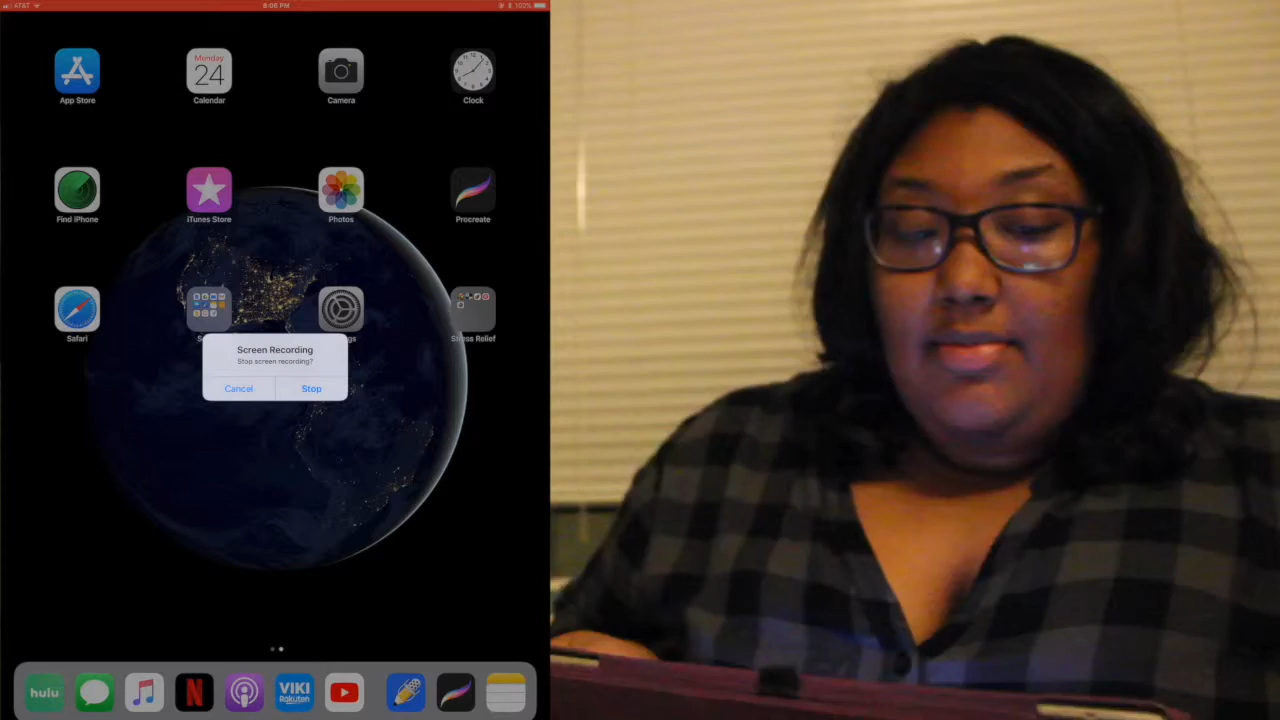 AT&T 8:06 PM 100%
Monday
24
App Store Calendar Camera Clock
Find iPhone iTunes Store Photos Procreate
Safari Relief
Screen Recording
Stop screen recording?
Cancel Stop
hulu
N
VIKI
Rakuten